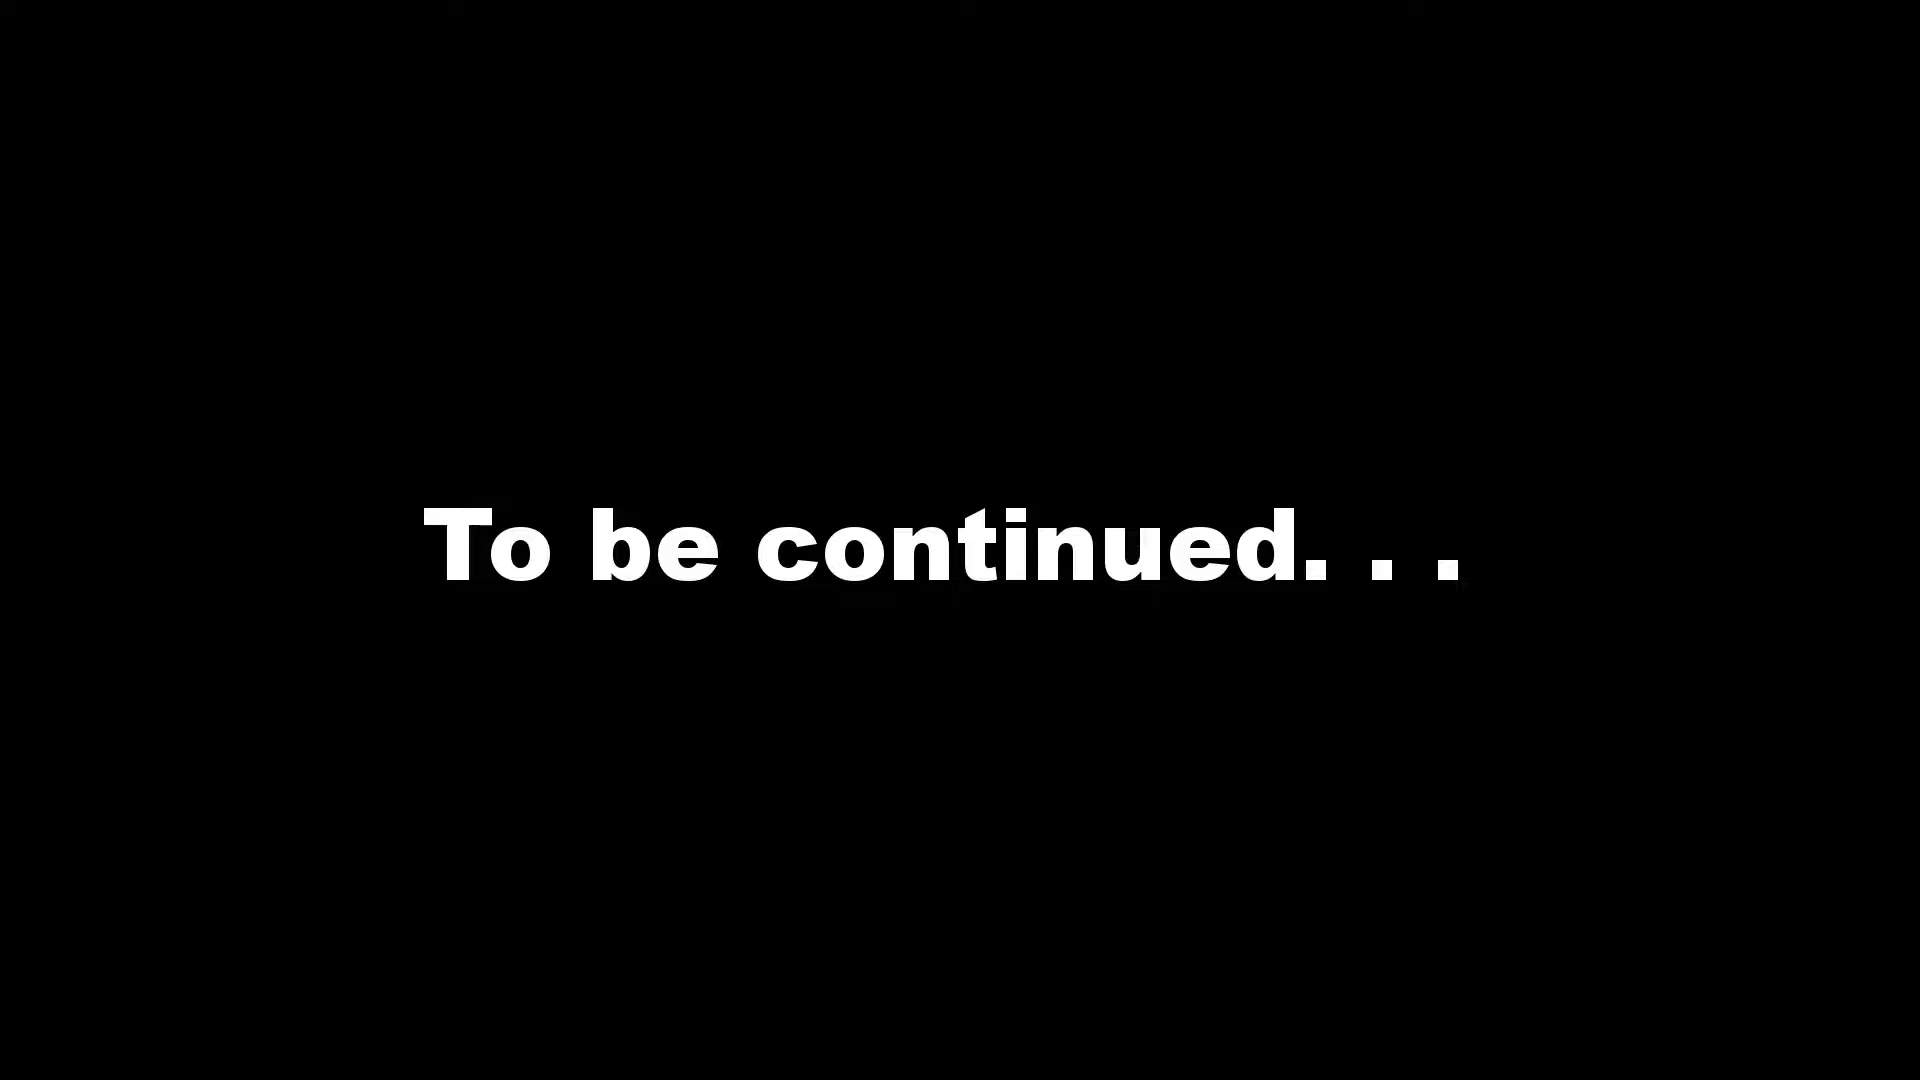 To be continued. . .